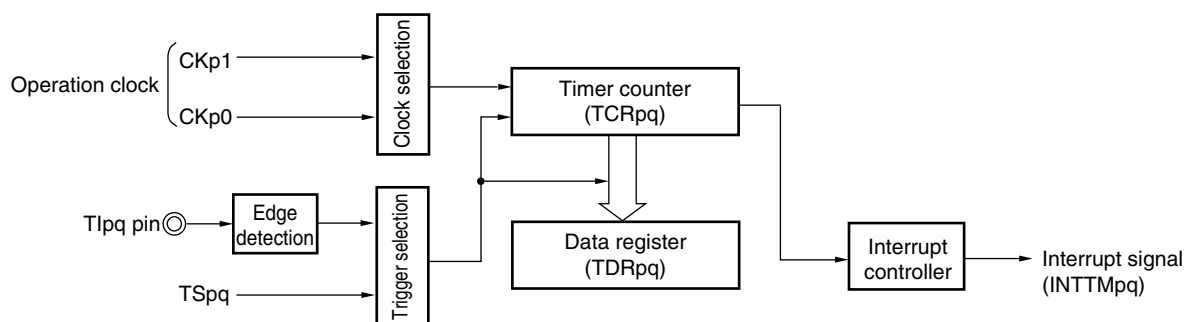 Operation clock
CKp1
CKp0
Clock selection
Timer counter
(TCRpq)
TIpq pin
Edge
detection
TSpq
Trigger selection
Data register
(TDRpq)
Interrupt
controller
Interrupt signal
(INTTMpq)